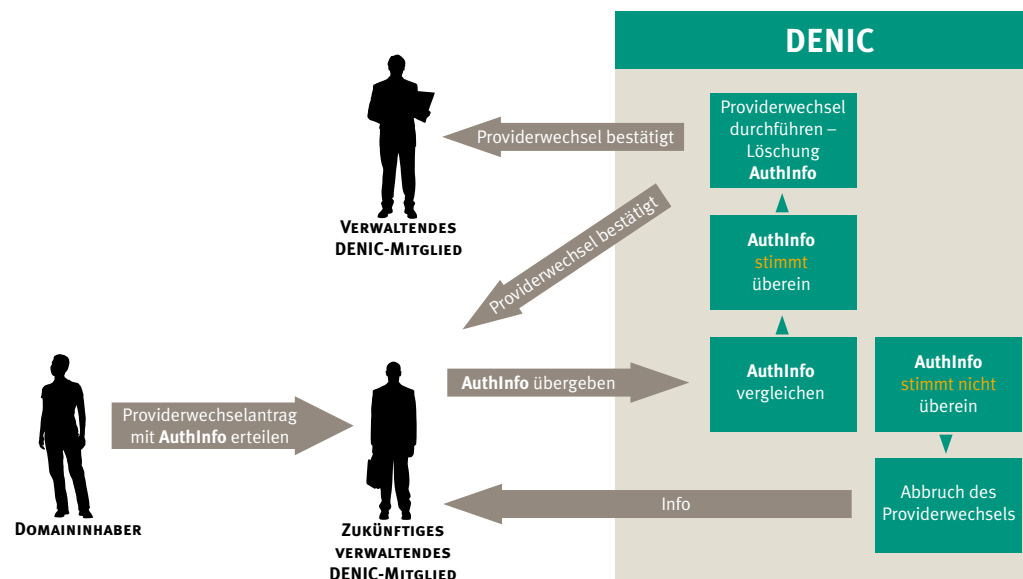 DENIC
Providerwechsel
durchführen –
Löschung
AuthInfo
Providerwechsel bestätigt
VERWALTENDES
DENIC-MITGLIED
Providerwechsel bestätigt
AuthInfo
stimmt
überein
AuthInfo übergeben
AuthInfo
vergleichen
AuthInfo
stimmt nicht
überein
Providerwechselantrag
mit AuthInfo erteilen
Info
Abbruch des
Providerwechsels
DOMAININHABER
ZUKÜNFTIGES
VERWALTENDES
DENIC-MITGLIED